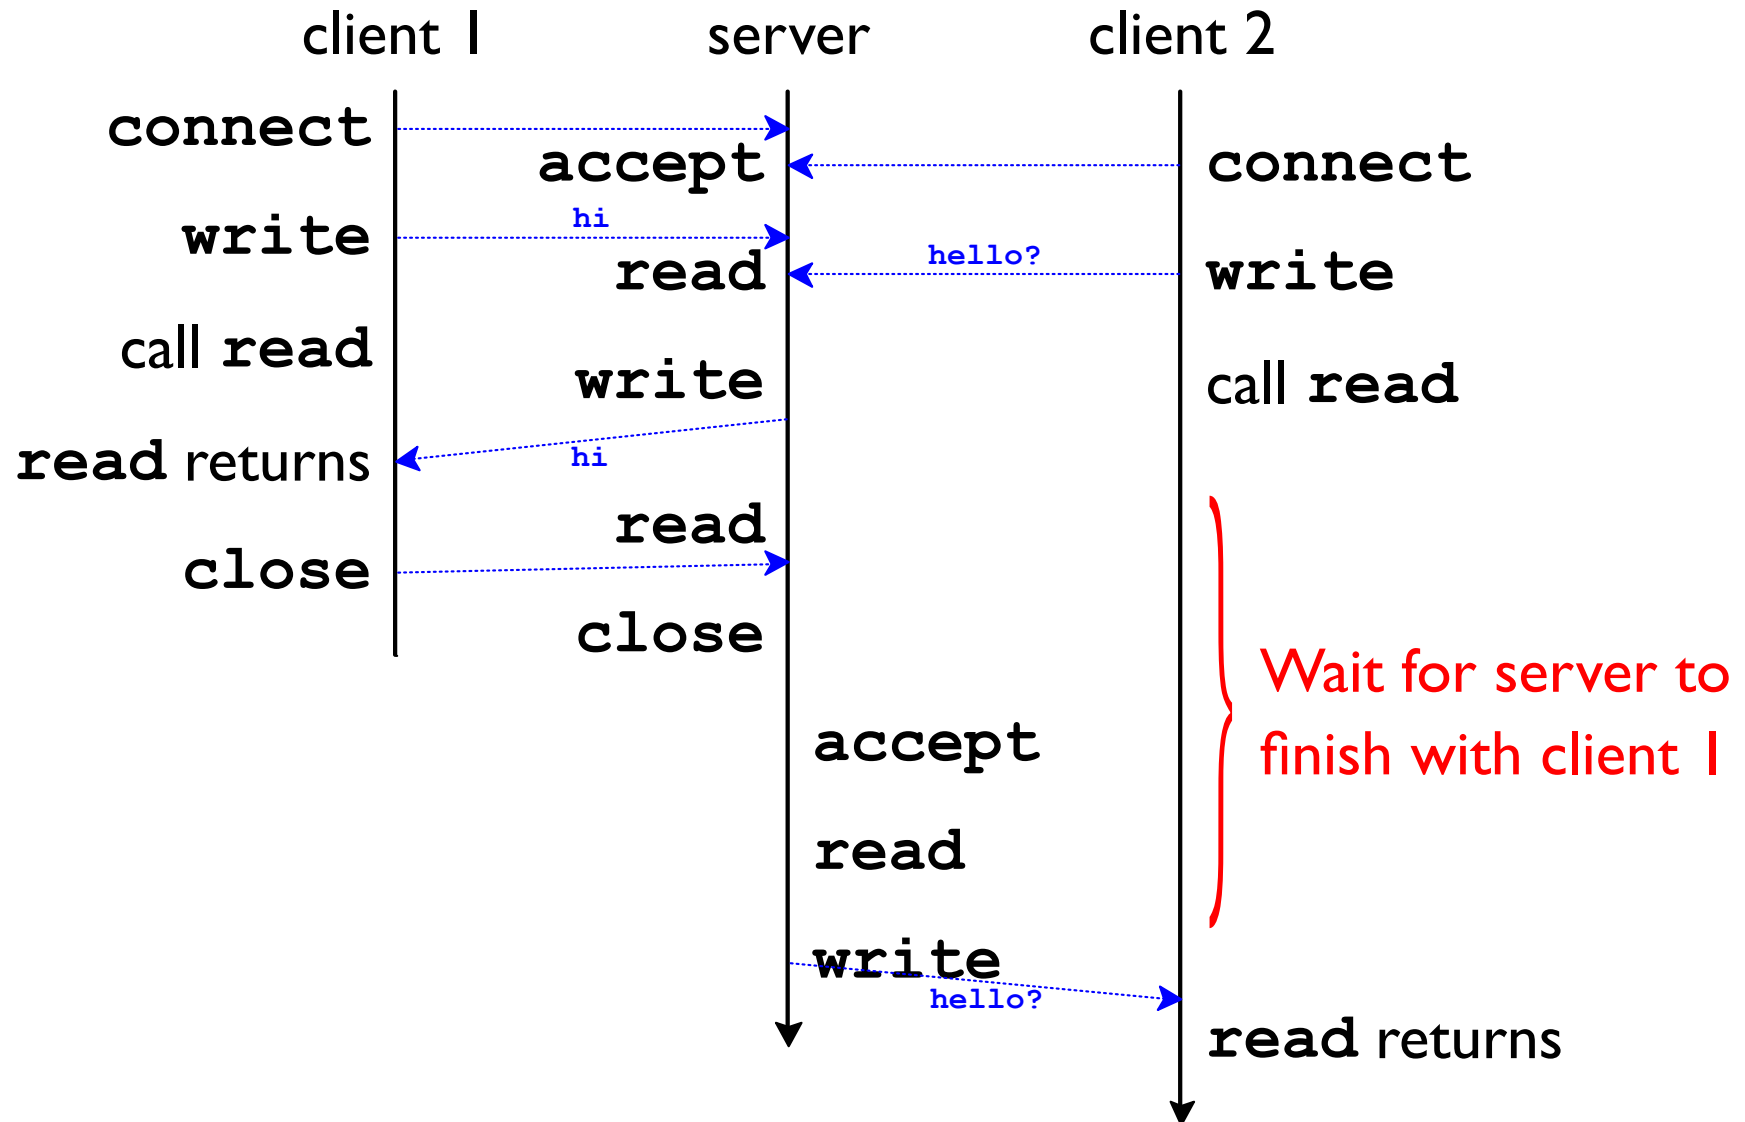 client 1 server client 2
connect
accept connect
write hi
read hello? write
call read
write call read
read returns hi
read
close
close
Wait for server to
accept
finish with client 1
read
write
hello?
read returns